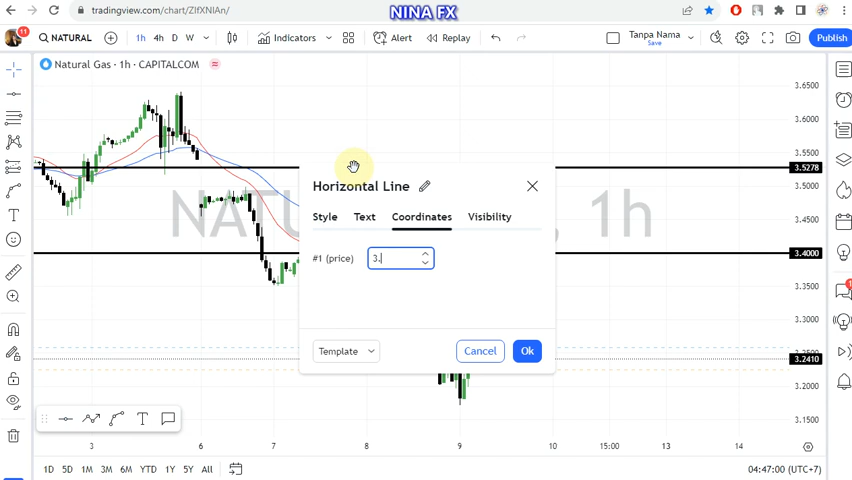 NINA FX
tradingview.com/chart/ZIfXNIAn/
11
NATURAL
1h 4h D W
Indicators
Alert
Replay
Tanpa Nama
Save
Publish
Natural Gas · 1h · CAPITALCOM
3.6500
3.6000
3.5500
3.5278
3.5000
3.4500
3.4000
3.3500
3.3000
3.2410
3.2000
3.1500
Horizontal Line
Style Text Coordinates Visibility
#1 (price) 3.
Template
Cancel
Ok
1h
3 6 7 8 9 10 15:00 13 14
1D 5D 1M 3M 6M YTD 1Y 5Y All
04:47:00 (UTC+7)